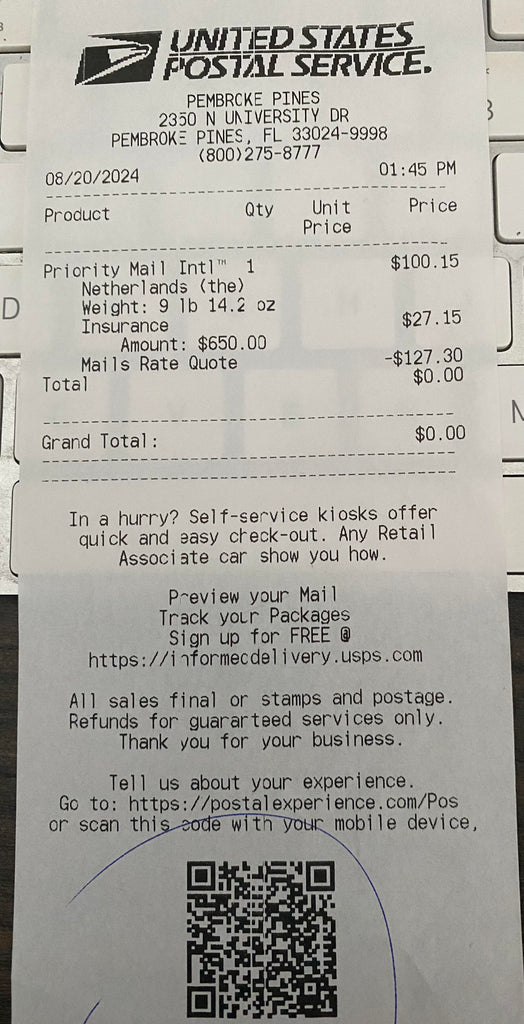 UNITED STATES
POSTAL SERVICE.
PEMBROKE PINES
2350 N UNIVERSITY DR
PEMBROKE PINES, FL 33024-9998
(800)275-8777
08/20/2024 01:45 PM
Product Qty Unit Price
Price
Priority Mail Intl™ 1 $100.15
Netherlands (the)
Weight: 9 lb 14.2 oz
Insurance $27.15
Amount: $650.00
Mails Rate Quote -$127.30
Total $0.00
Grand Total: $0.00
In a hurry? Self-service kiosks offer
quick and easy check-out. Any Retail
Associate can show you how.
Preview your Mail
Track your Packages
Sign up for FREE @
https://informeddelivery.usps.com
All sales final on stamps and postage.
Refunds for guaranteed services only.
Thank you for your business.
Tell us about your experience.
Go to: https://postalexperience.com/Pos
or scan this code with your mobile device,